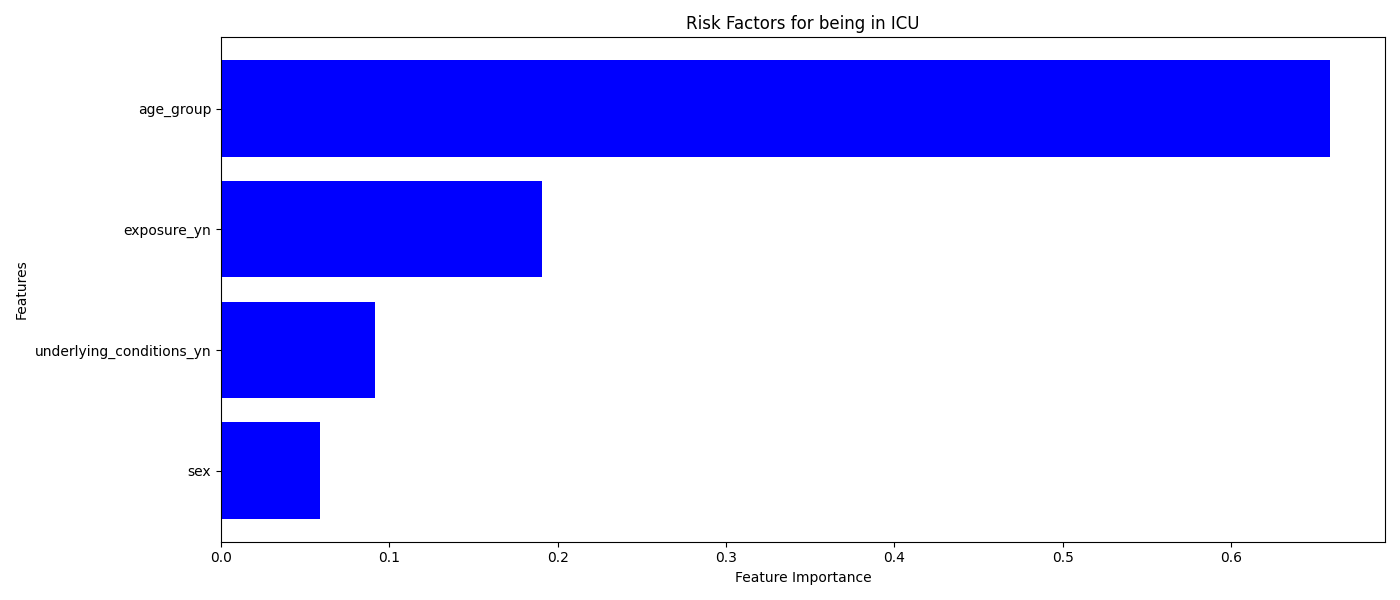 Risk Factors for being in ICU
age_group
exposure_yn
underlying_conditions_yn
sex
Features
0.0 0.1 0.2 0.3 0.4 0.5 0.6
Feature Importance